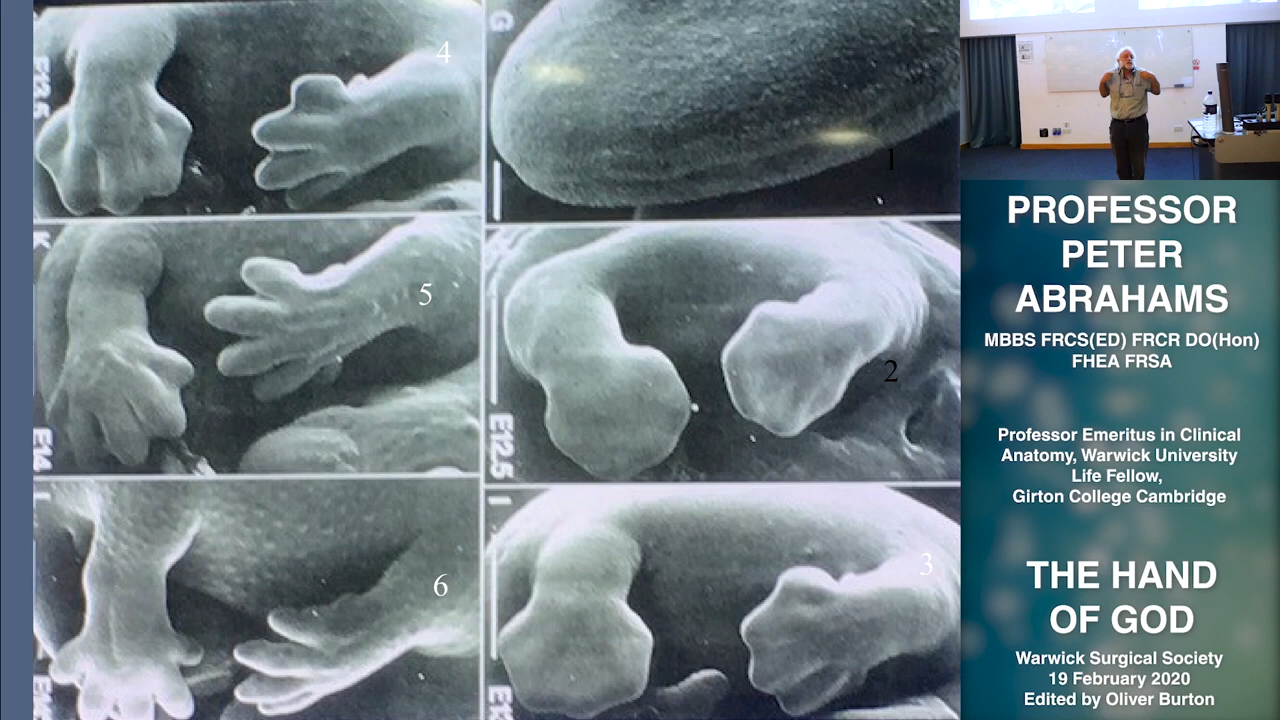 4
E13.5
G
1
5
K
E14
2
E12.5
6
3
I
PROFESSOR
PETER
ABRAHAMS
MBBS FRCS(ED) FRCR DO(Hon)
FHEA FRSA
Professor Emeritus in Clinical
Anatomy, Warwick University
Life Fellow,
Girton College Cambridge
THE HAND
OF GOD
Warwick Surgical Society
19 February 2020
Edited by Oliver Burton